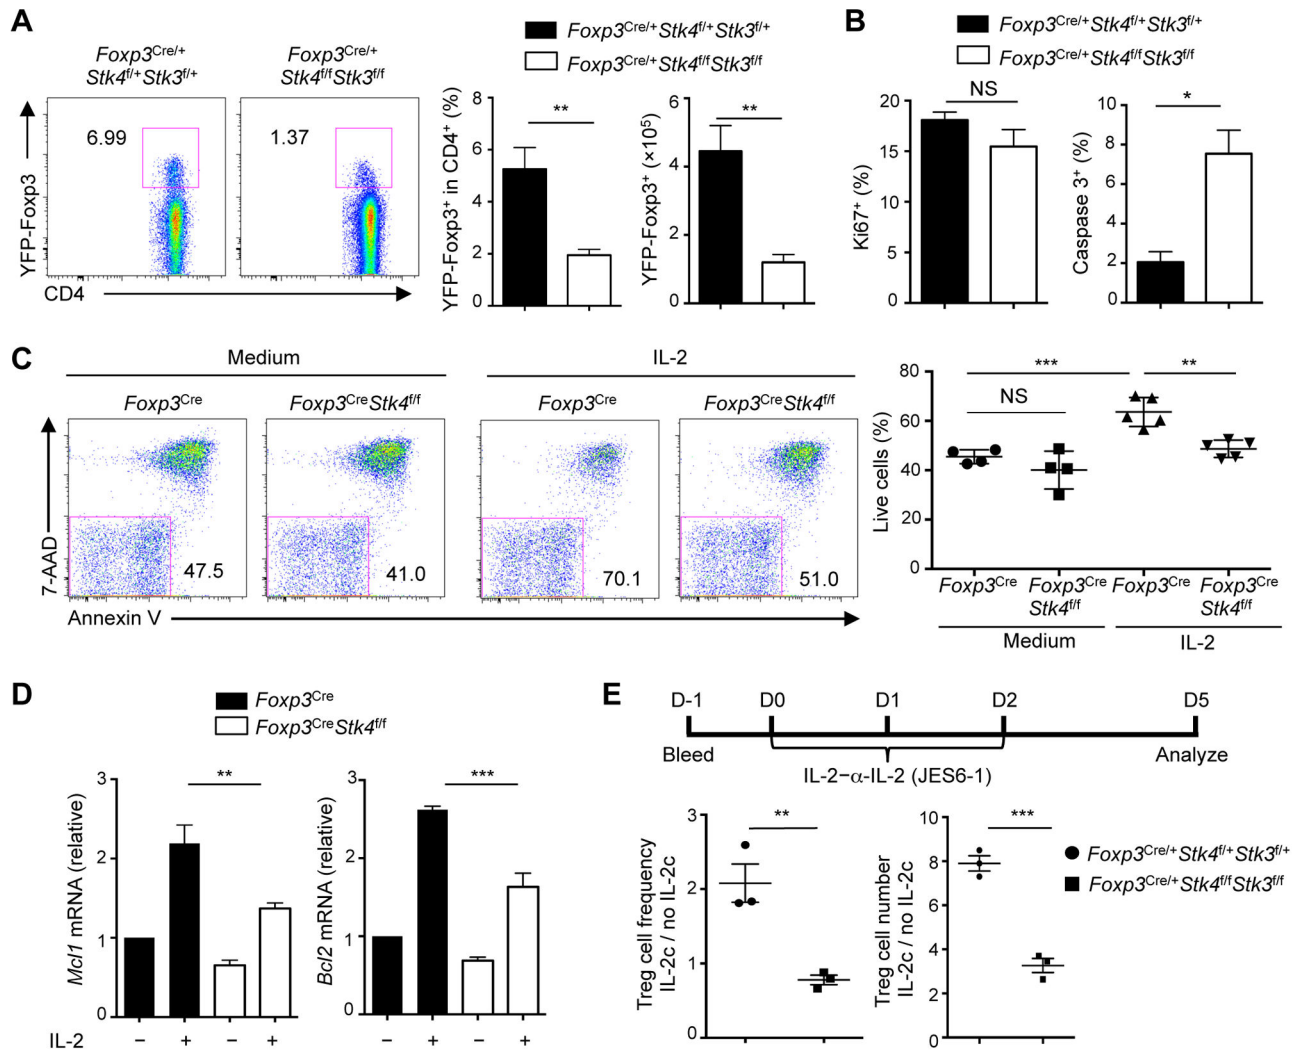 A
Foxp3Cre/+
Stk4f/+Stk3f/+
Foxp3Cre/+
Stk4f/fStk3f/f
6.99
1.37
YFP-Foxp3
CD4
Foxp3Cre/+Stk4f/+Stk3f/+
Foxp3Cre/+Stk4f/fStk3f/f
YFP-Foxp3+ in CD4+ (%)
8
6
4
2
0
**
YFP-Foxp3+ (×105)
6
4
2
0
**
B
Foxp3Cre/+Stk4f/+Stk3f/+
Foxp3Cre/+Stk4f/fStk3f/f
Ki67+ (%)
20
15
10
5
0
NS
Caspase 3+ (%)
10
8
6
4
2
0
*
C
Medium
IL-2
Foxp3Cre
Foxp3CreStk4f/f
Foxp3Cre
Foxp3CreStk4f/f
47.5
41.0
70.1
51.0
7-AAD
Annexin V
Live cells (%)
80
60
40
20
0
***
**
NS
Foxp3Cre
Foxp3Cre
Stk4f/f
Foxp3Cre
Foxp3Cre
Stk4f/f
Medium
IL-2
D
Foxp3Cre
Foxp3CreStk4f/f
Mcl1 mRNA (relative)
3
2
1
0
**
Bcl2 mRNA (relative)
3
2
1
0
***
IL-2
− + − +
− + − +
E
D-1 D0 D1 D2 D5
Bleed
Analyze
IL-2−α-IL-2 (JES6-1)
Treg cell frequency
IL-2c / no IL-2c
3
2
1
0
**
Treg cell number
IL-2c / no IL-2c
10
8
6
4
2
0
***
Foxp3Cre/+Stk4f/+Stk3f/+
Foxp3Cre/+Stk4f/fStk3f/f